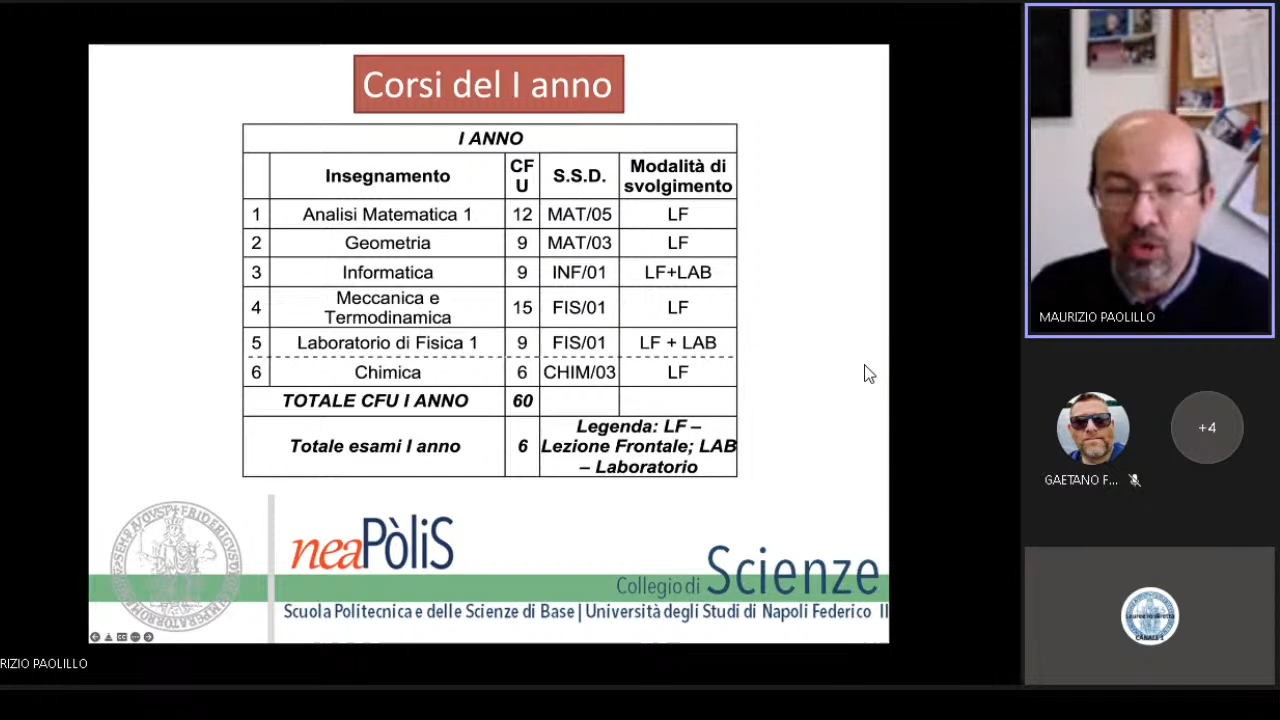 Corsi del I anno
I ANNO
Insegnamento CF U S.S.D. Modalità di svolgimento
1 Analisi Matematica 1 12 MAT/05 LF
2 Geometria 9 MAT/03 LF
3 Informatica 9 INF/01 LF+LAB
4 Meccanica e Termodinamica 15 FIS/01 LF
5 Laboratorio di Fisica 1 9 FIS/01 LF + LAB
6 Chimica 6 CHIM/03 LF
TOTALE CFU I ANNO 60
Totale esami I anno 6 Legenda: LF –
Lezione Frontale; LAB
– Laboratorio
neaPòliS
Collegio di Scienze
Scuola Politecnica e delle Scienze di Base | Università degli Studi di Napoli Federico II
RIZIO PAOLILLO
MAURIZIO PAOLILLO
GAETANO F...
+4
CANALE 1